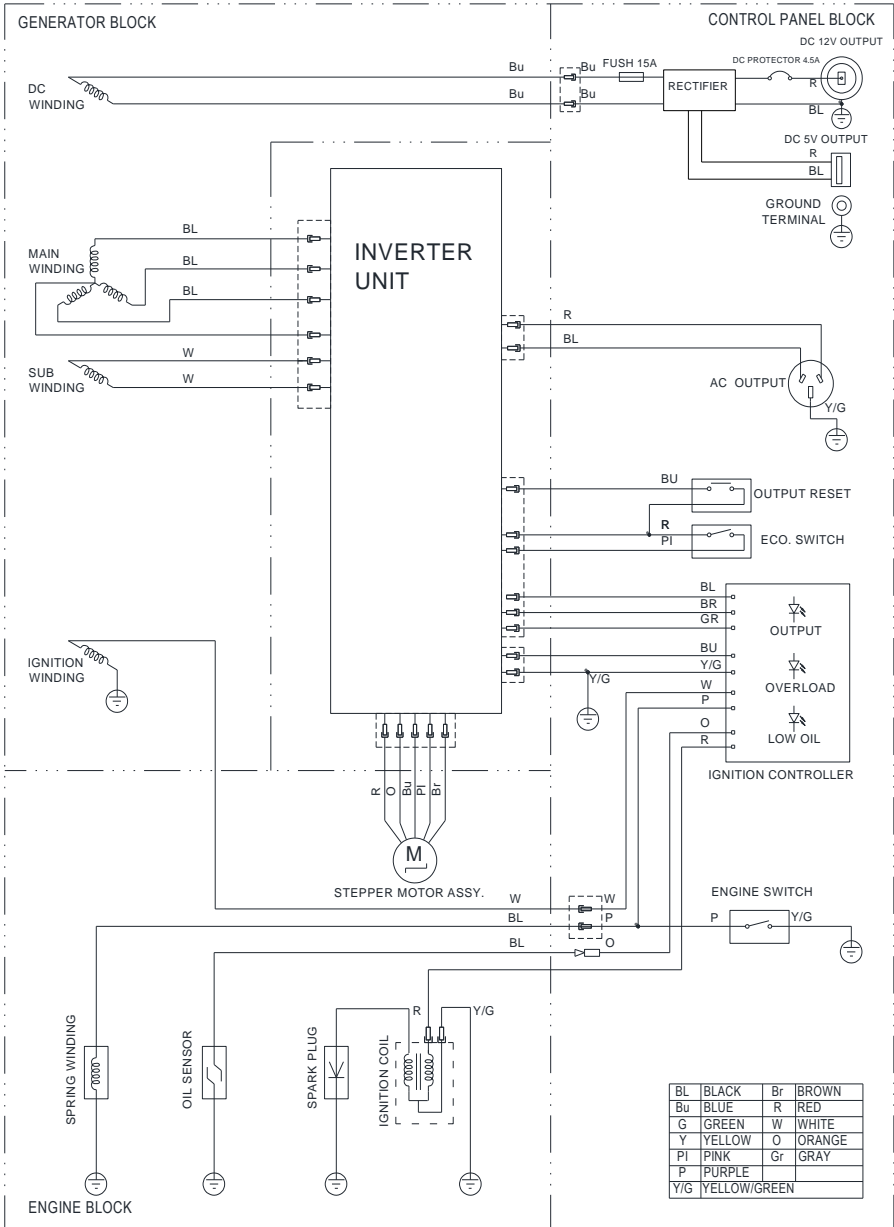 GENERATOR BLOCK
CONTROL PANEL BLOCK
DC 12V OUTPUT
DC PROTECTOR 4.5A
DC
WINDING
Bu
Bu
Bu
Bu
FUSH 15A
RECTIFIER
R
BL
DC 5V OUTPUT
R
BL
GROUND
TERMINAL
MAIN
WINDING
BL
BL
BL
SUB
WINDING
W
W
INVERTER
UNIT
R
BL
AC OUTPUT
Y/G
BU
OUTPUT RESET
R
PI
ECO. SWITCH
BL
BR
GR
BU
Y/G
Y/G
W
P
O
R
OUTPUT
OVERLOAD
LOW OIL
IGNITION CONTROLLER
IGNITION
WINDING
R
O
Bu
PI
Br
M
STEPPER MOTOR ASSY.
W
W
BL
P
BL
O
ENGINE SWITCH
P
Y/G
SPRING WINDING
OIL SENSOR
SPARK PLUG
IGNITION COIL
R
Y/G
ENGINE BLOCK
BL BLACK Br BROWN
Bu BLUE R RED
G GREEN W WHITE
Y YELLOW O ORANGE
PI PINK Gr GRAY
P PURPLE
Y/G YELLOW/GREEN